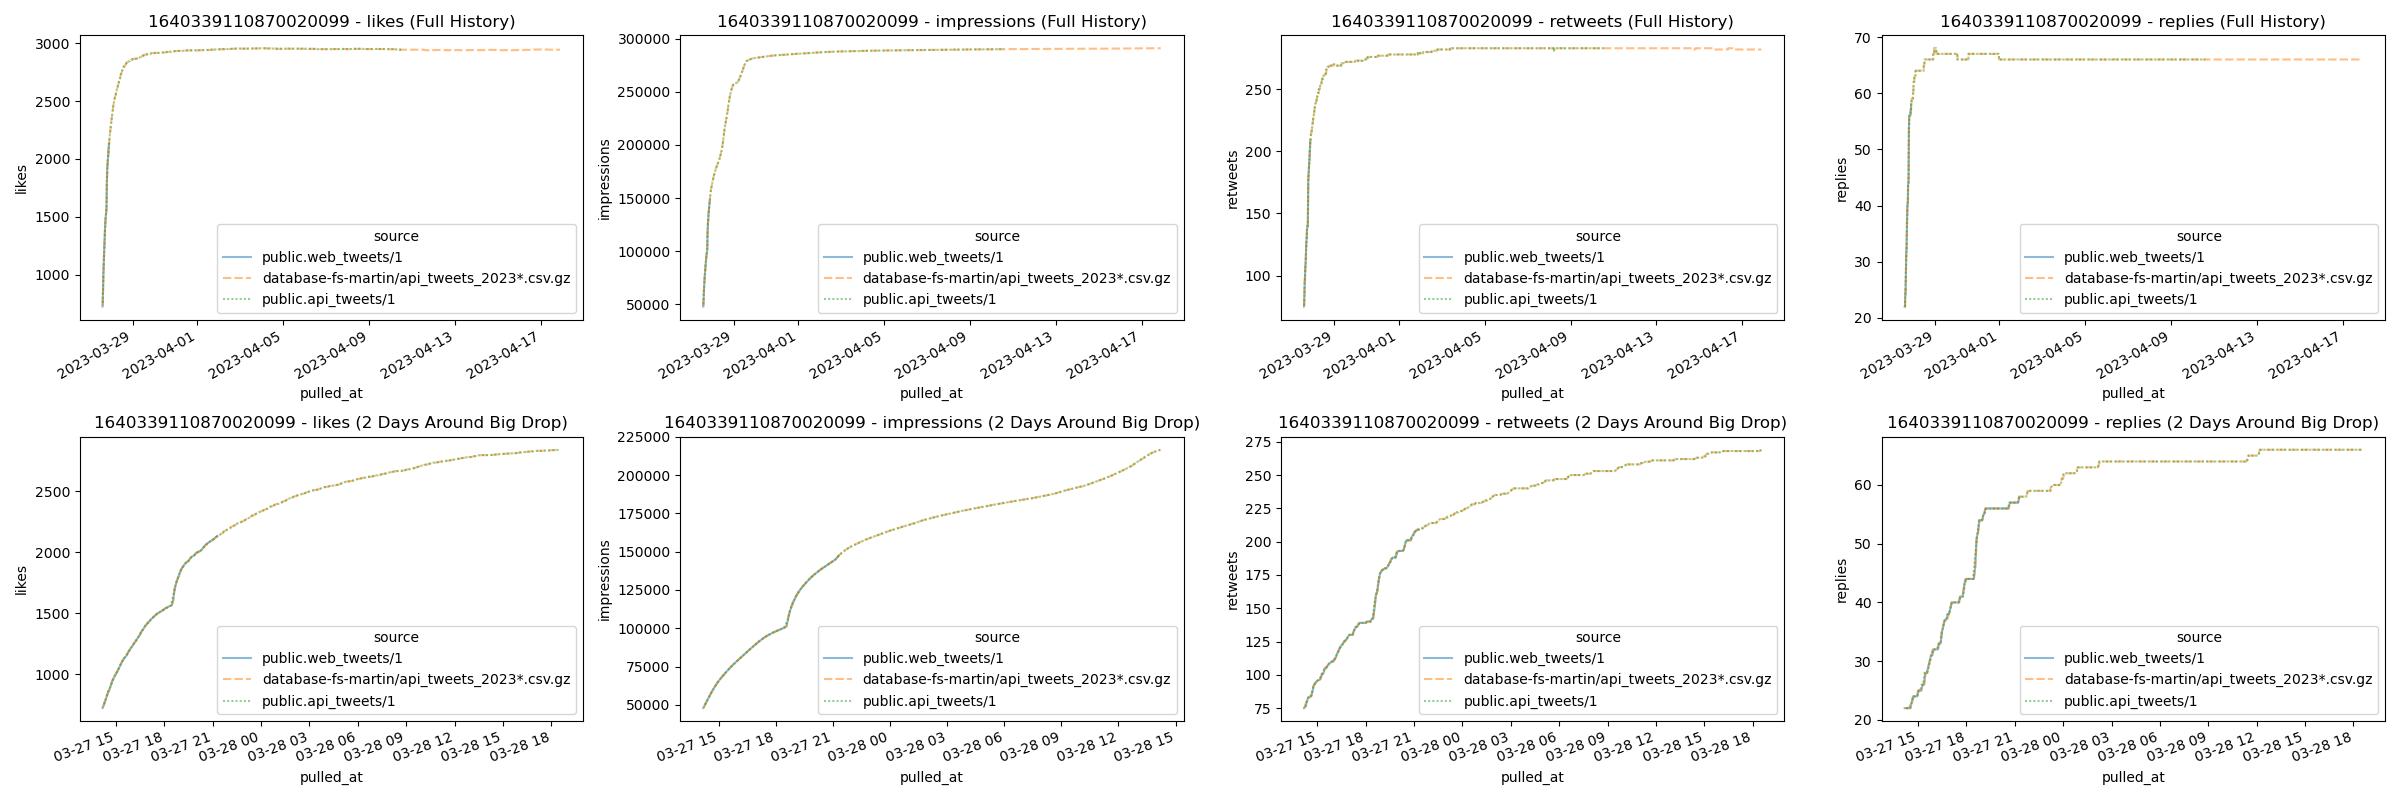 1640339110870020099 - likes (Full History)
3000
2500
2000
1500
1000
likes
source
public.web_tweets/1
database-fs-martin/api_tweets_2023*.csv.gz
public.api_tweets/1
2023-03-29
2023-04-01
2023-04-05
2023-04-09
2023-04-13
2023-04-17
pulled_at
1640339110870020099 - impressions (Full History)
300000
250000
200000
150000
100000
50000
impressions
source
public.web_tweets/1
database-fs-martin/api_tweets_2023*.csv.gz
public.api_tweets/1
2023-03-29
2023-04-01
2023-04-05
2023-04-09
2023-04-13
2023-04-17
pulled_at
1640339110870020099 - retweets (Full History)
250
200
150
100
retweets
source
public.web_tweets/1
database-fs-martin/api_tweets_2023*.csv.gz
public.api_tweets/1
2023-03-29
2023-04-01
2023-04-05
2023-04-09
2023-04-13
2023-04-17
pulled_at
1640339110870020099 - replies (Full History)
70
60
50
40
30
20
replies
source
public.web_tweets/1
database-fs-martin/api_tweets_2023*.csv.gz
public.api_tweets/1
2023-03-29
2023-04-01
2023-04-05
2023-04-09
2023-04-13
2023-04-17
pulled_at
1640339110870020099 - likes (2 Days Around Big Drop)
2500
2000
1500
1000
likes
source
public.web_tweets/1
database-fs-martin/api_tweets_2023*.csv.gz
public.api_tweets/1
03-27 15
03-27 18
03-27 21
03-28 00
03-28 03
03-28 06
03-28 09
03-28 12
03-28 15
03-28 18
pulled_at
1640339110870020099 - impressions (2 Days Around Big Drop)
225000
200000
175000
150000
125000
100000
75000
50000
impressions
source
public.web_tweets/1
database-fs-martin/api_tweets_2023*.csv.gz
public.api_tweets/1
03-27 15
03-27 18
03-27 21
03-28 00
03-28 03
03-28 06
03-28 09
03-28 12
03-28 15
pulled_at
1640339110870020099 - retweets (2 Days Around Big Drop)
275
250
225
200
175
150
125
100
75
retweets
source
public.web_tweets/1
database-fs-martin/api_tweets_2023*.csv.gz
public.api_tweets/1
03-27 15
03-27 18
03-27 21
03-28 00
03-28 03
03-28 06
03-28 09
03-28 12
03-28 15
03-28 18
pulled_at
1640339110870020099 - replies (2 Days Around Big Drop)
60
50
40
30
20
replies
source
public.web_tweets/1
database-fs-martin/api_tweets_2023*.csv.gz
public.api_tweets/1
03-27 15
03-27 18
03-27 21
03-28 00
03-28 03
03-28 06
03-28 09
03-28 12
03-28 15
03-28 18
pulled_at